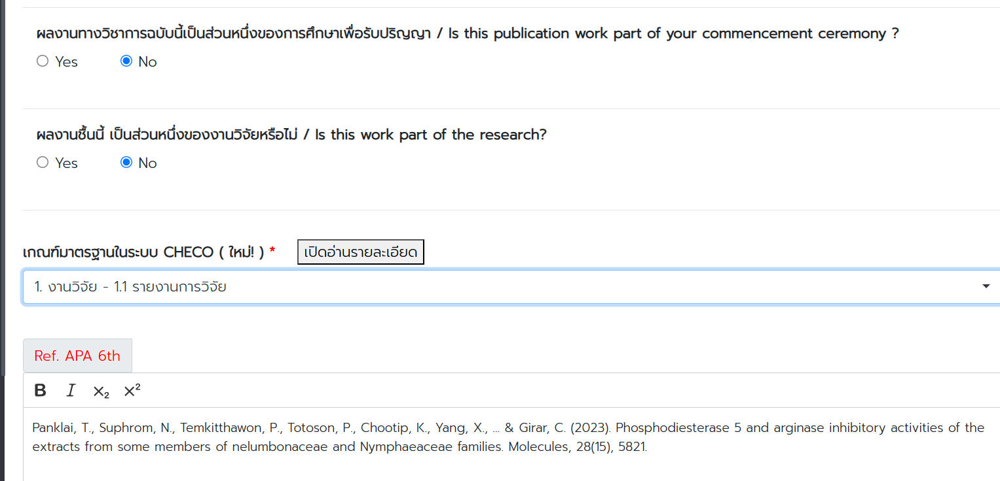 ผลงานทางวิชาการฉบับนี้เป็นส่วนหนึ่งของการศึกษาเพื่อรับปริญญา / Is this publication work part of your commencement ceremony ?
Yes No
ผลงานชิ้นนี้ เป็นส่วนหนึ่งของงานวิจัยหรือไม่ / Is this work part of the research?
Yes No
เกณฑ์มาตรฐานในระบบ CHECO ( ใหม่! ) * เปิดอ่านรายละเอียด
1. งานวิจัย - 1.1 รายงานการวิจัย
Ref. APA 6th
B I X₂ X²
Panklai, T., Suphrom, N., Temkitthawon, P., Totoson, P., Chootip, K., Yang, X., ... & Girar, C. (2023). Phosphodiesterase 5 and arginase inhibitory activities of the
extracts from some members of nelumbonaceae and Nymphaeaceae families. Molecules, 28(15), 5821.